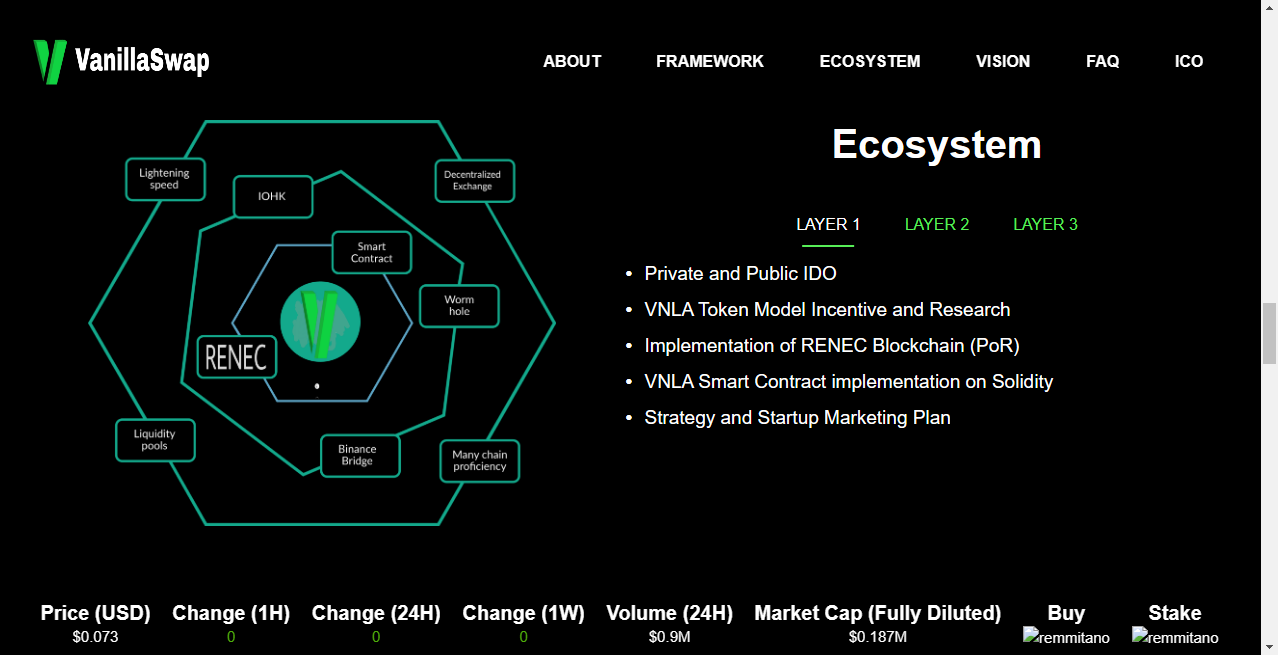 VanillaSwap
ABOUT FRAMEWORK ECOSYSTEM VISION FAQ ICO
Lightening
speed
IOHK
Decentralized
Exchange
Smart
Contract
Worm
hole
RENEC
Liquidity
pools
Binance
Bridge
Many chain
proficiency
Ecosystem
LAYER 1 LAYER 2 LAYER 3
• Private and Public IDO
• VNLA Token Model Incentive and Research
• Implementation of RENEC Blockchain (PoR)
• VNLA Smart Contract implementation on Solidity
• Strategy and Startup Marketing Plan
Price (USD) Change (1H) Change (24H) Change (1W) Volume (24H) Market Cap (Fully Diluted) Buy Stake
$0.073 0 0 0 $0.9M $0.187M remmitano remmitano